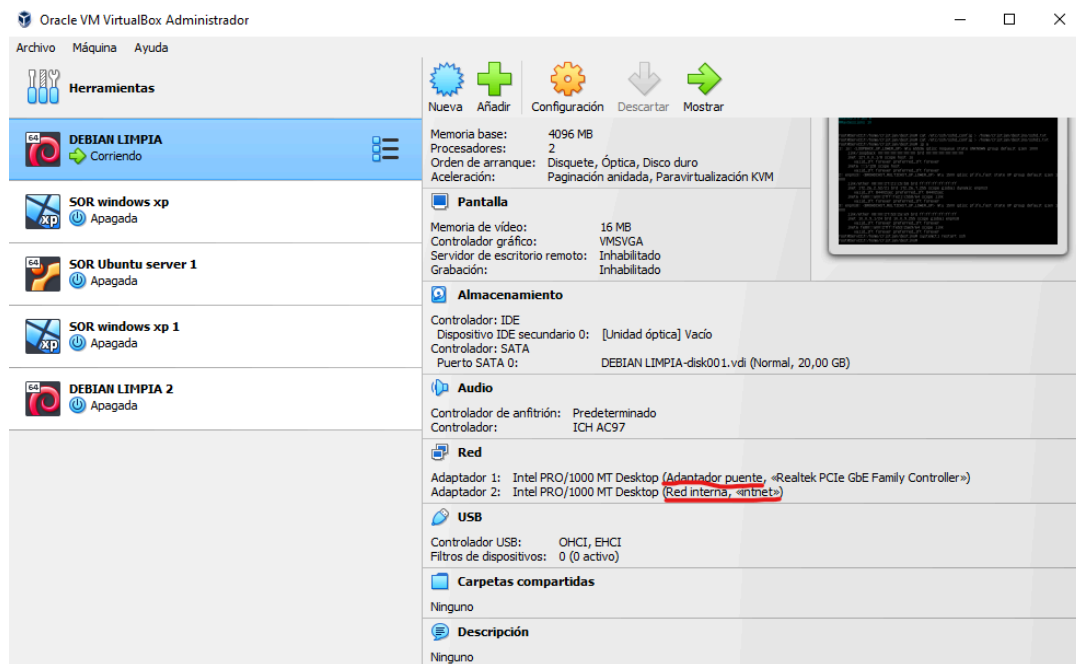 Oracle VM VirtualBox Administrador
Archivo Máquina Ayuda
Herramientas
Nueva Añadir Configuración Descartar Mostrar
64
DEBIAN LIMPIA
Corriendo
xp
SOR windows xp
Apagada
64
SOR Ubuntu server 1
Apagada
xp
SOR windows xp 1
Apagada
64
DEBIAN LIMPIA 2
Apagada
Memoria base: 4096 MB
Procesadores: 2
Orden de arranque: Disquete, Óptica, Disco duro
Aceleración: Paginación anidada, Paravirtualización KVM
Pantalla
Memoria de vídeo: 16 MB
Controlador gráfico: VMSVGA
Servidor de escritorio remoto: Inhabilitado
Grabación: Inhabilitado
Almacenamiento
Controlador: IDE
Dispositivo IDE secundario 0: [Unidad óptica] Vacío
Controlador: SATA
Puerto SATA 0: DEBIAN LIMPIA-disk001.vdi (Normal, 20,00 GB)
Audio
Controlador de anfitrión: Predeterminado
Controlador: ICH AC97
Red
Adaptador 1: Intel PRO/1000 MT Desktop (Adaptador puente, «Realtek PCIe GbE Family Controller»)
Adaptador 2: Intel PRO/1000 MT Desktop (Red interna, «intnet»)
USB
Controlador USB: OHCI, EHCI
Filtros de dispositivos: 0 (0 activo)
Carpetas compartidas
Ninguno
Descripción
Ninguno